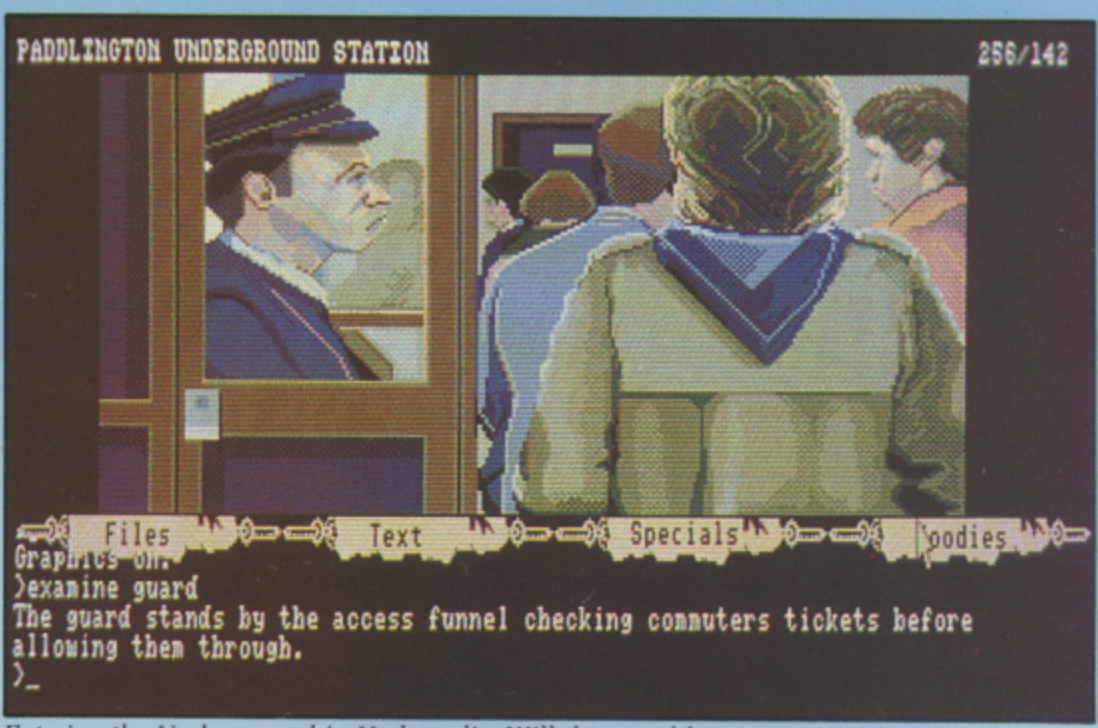 PADDLINGTON UNDERGROUND STATION 256/142
Files Text Specials oodies
Graphics on.
>examine guard
The guard stands by the access funnel checking commuters tickets before
allowing them through.
>_